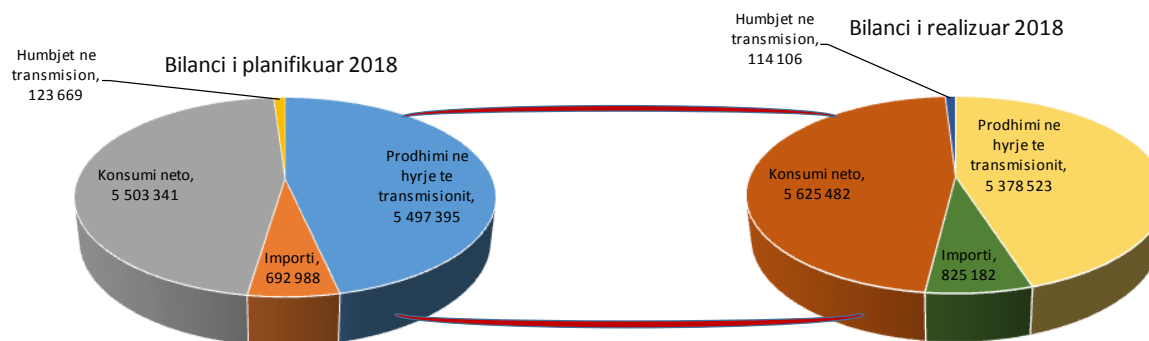 Bilanci i planifikuar 2018
Humbjet ne
transmision,
123 669
Konsumi neto,
5 503 341
Prodhimi ne
hyrje te
transmisionit,
5 497 395
Importi,
692 988
Bilanci i realizuar 2018
Humbjet ne
transmision,
114 106
Konsumi neto,
5 625 482
Prodhimi ne
hyrje te
transmisionit,
5 378 523
Importi,
825 182